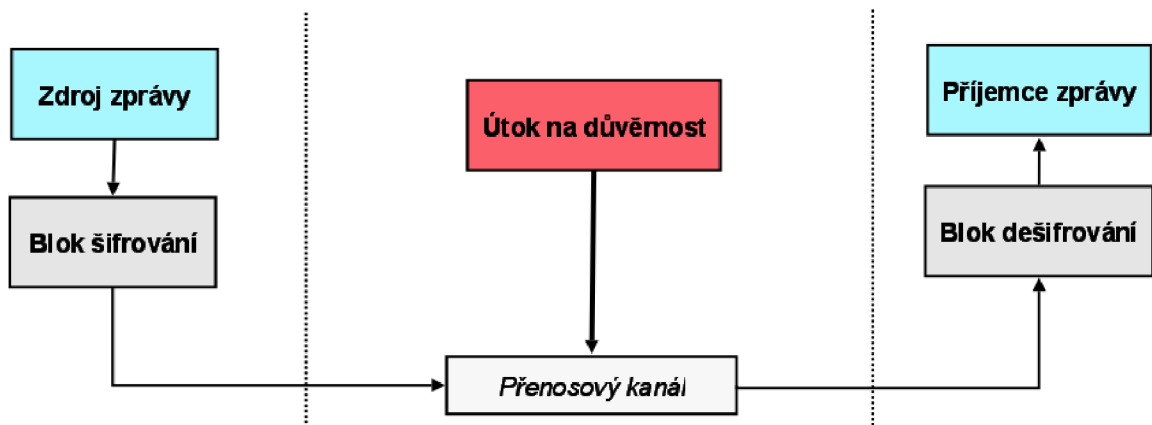 Zdroj zprávy
Blok šifrování
Útok na důvěrnost
Přenosový kanál
Příjemce zprávy
Blok dešifrování